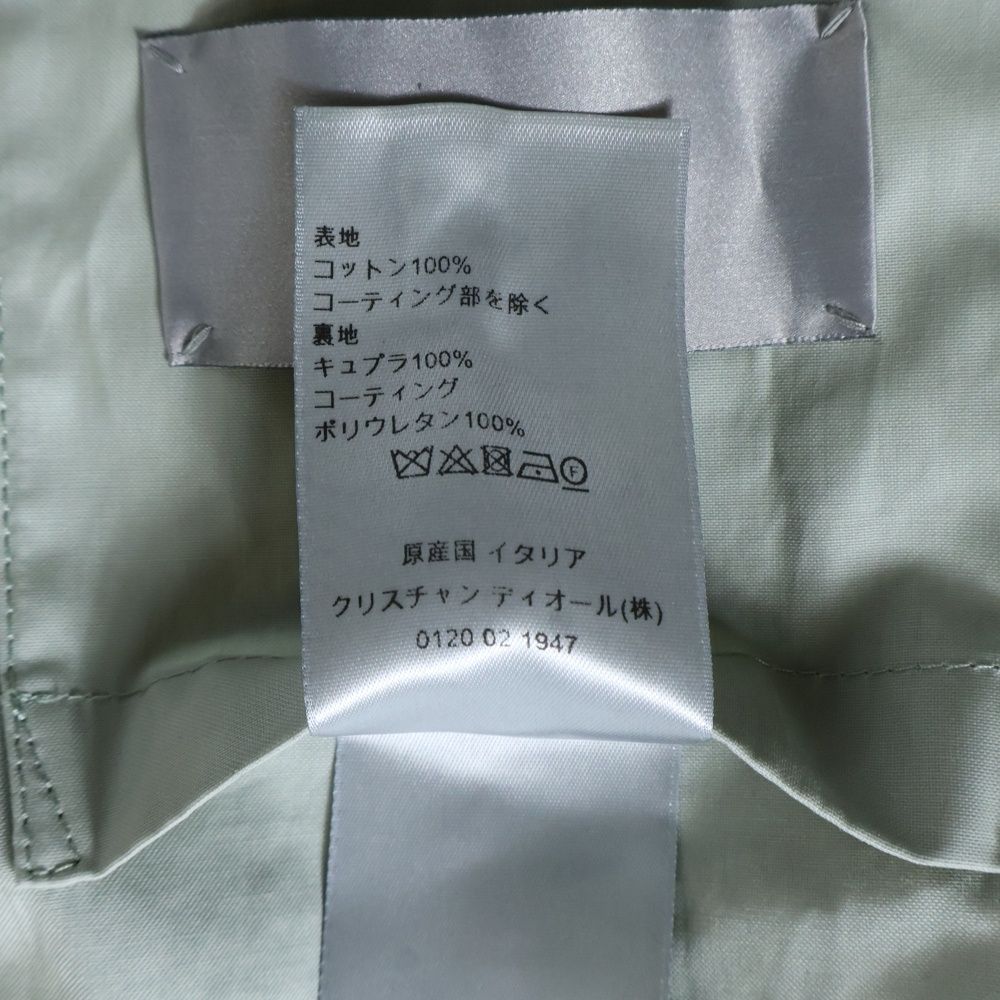 表地
コットン100%
コーティング部を除く
裏地
キュプラ100%
コーティング
ポリウレタン100%
F
原産国 イタリア
クリスチャン ディオール(株)
0120 02 1947